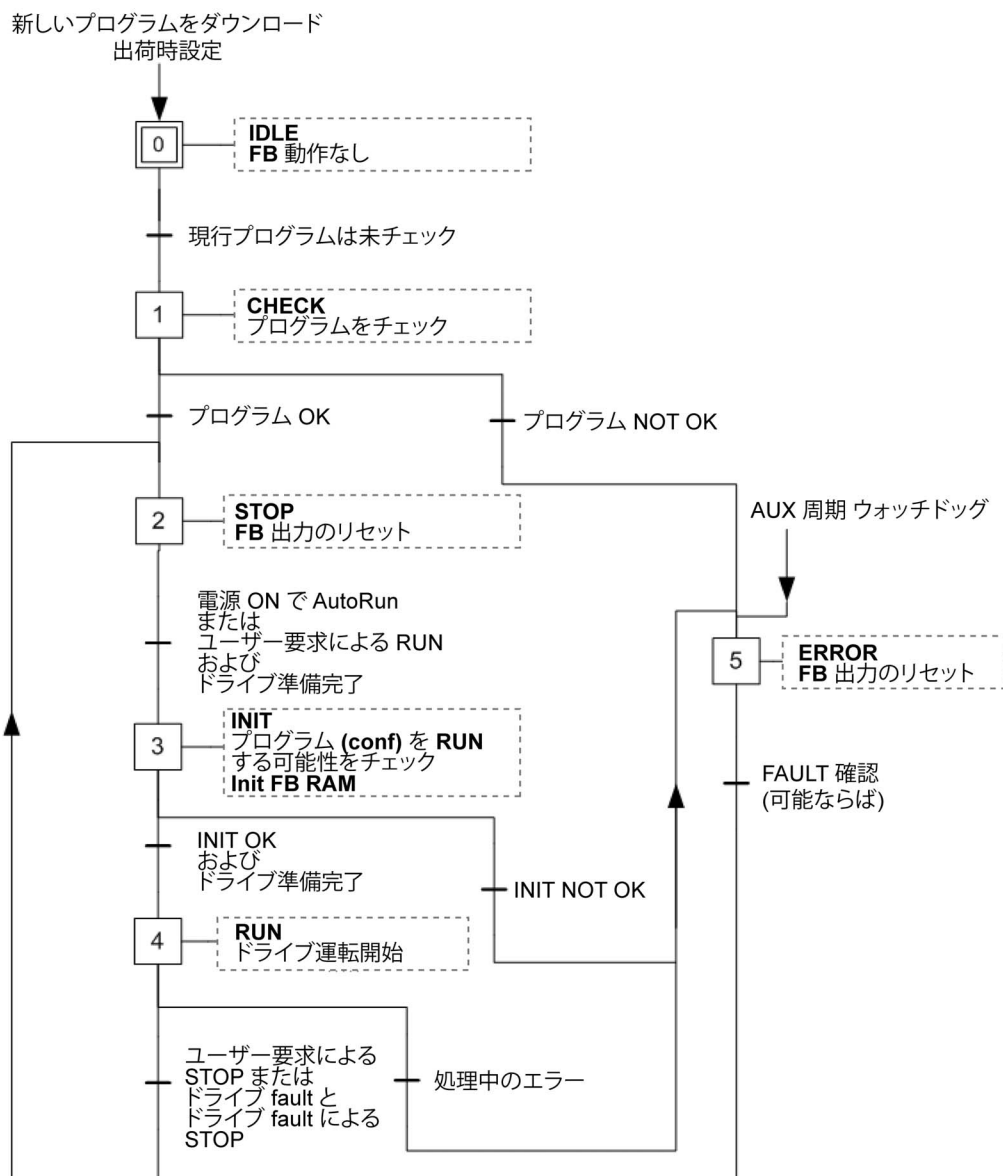 新しいプログラムをダウンロード
出荷時設定
0
IDLE
FB 動作なし
現行プログラムは未チェック
1
CHECK
プログラムをチェック
プログラム OK
プログラム NOT OK
2
STOP
FB 出力のリセット
AUX 周期 ウォッチドッグ
電源 ON で AutoRun
または
ユーザー要求による RUN
および
ドライブ準備完了
5
ERROR
FB 出力のリセット
3
INIT
プログラム (conf) を RUN
する可能性をチェック
Init FB RAM
FAULT 確認
(可能ならば)
INIT OK
および
ドライブ準備完了
INIT NOT OK
4
RUN
ドライブ運転開始
ユーザー要求による
STOP または
ドライブ fault と
ドライブ fault による
STOP
処理中のエラー